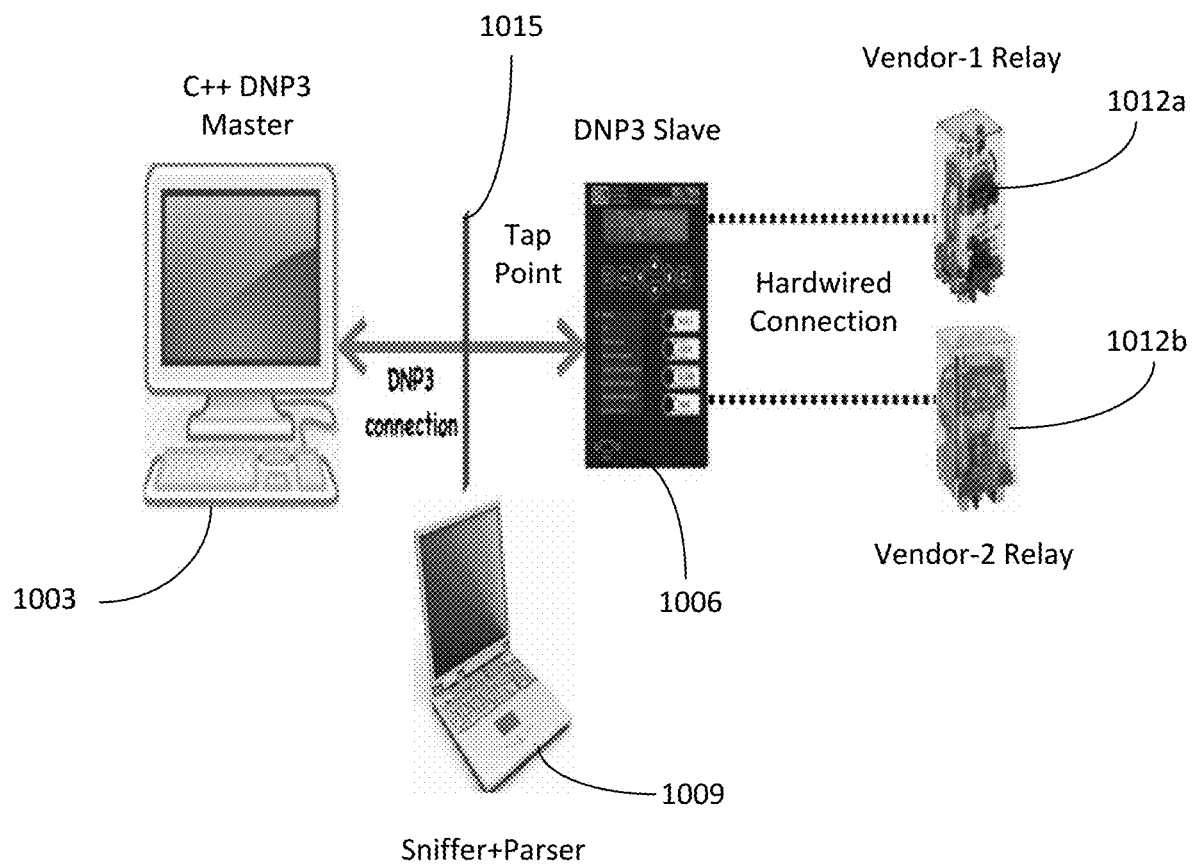 1015
C++ DNP3
Master
DNP3 Slave
Vendor-1 Relay
1012a
Tap
Point
Hardwired
Connection
DNP3
connection
1012b
Vendor-2 Relay
1003
1006
1009
Sniffer+Parser